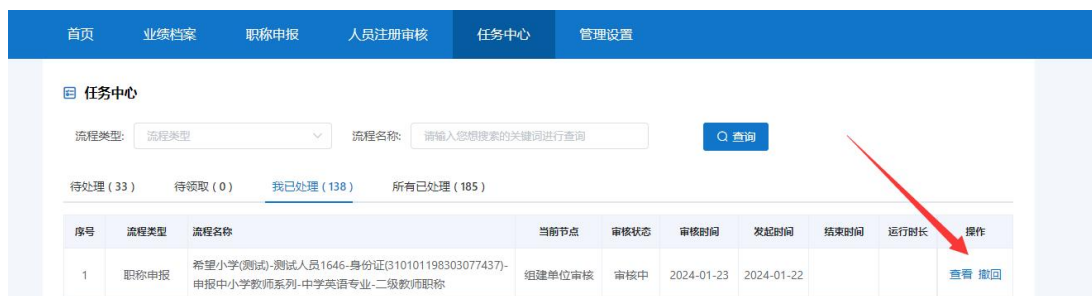 首页 业绩档案 职称申报 人员注册审核 任务中心 管理设置
任务中心
流程类型: 流程类型 流程名称: 请输入您想搜索的关键词进行查询 查询
待处理 ( 33 ) 待领取 ( 0 ) 我已处理 ( 138 ) 所有已处理 ( 185 )
序号 流程类型 流程名称 当前节点 审核状态 审核时间 发起时间 结束时间 运行时长 操作
1 职称申报 希望小学(测试)-测试人员1646-身份证(310101198303077437)- 组建单位审核 审核中 2024-01-23 2024-01-22 查看 撤回
申报中小学教师系列-中学英语专业-二级教师职称